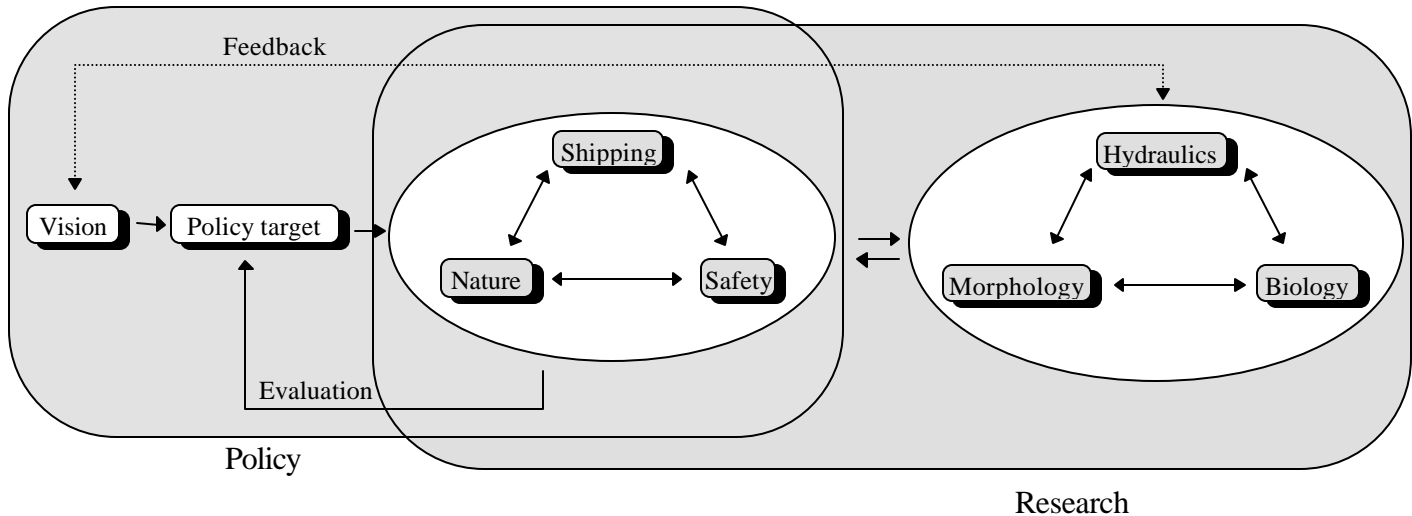 Feedback
Shipping
Hydraulics
Vision
Policy target
Nature
Safety
Morphology
Biology
Evaluation
Policy
Research